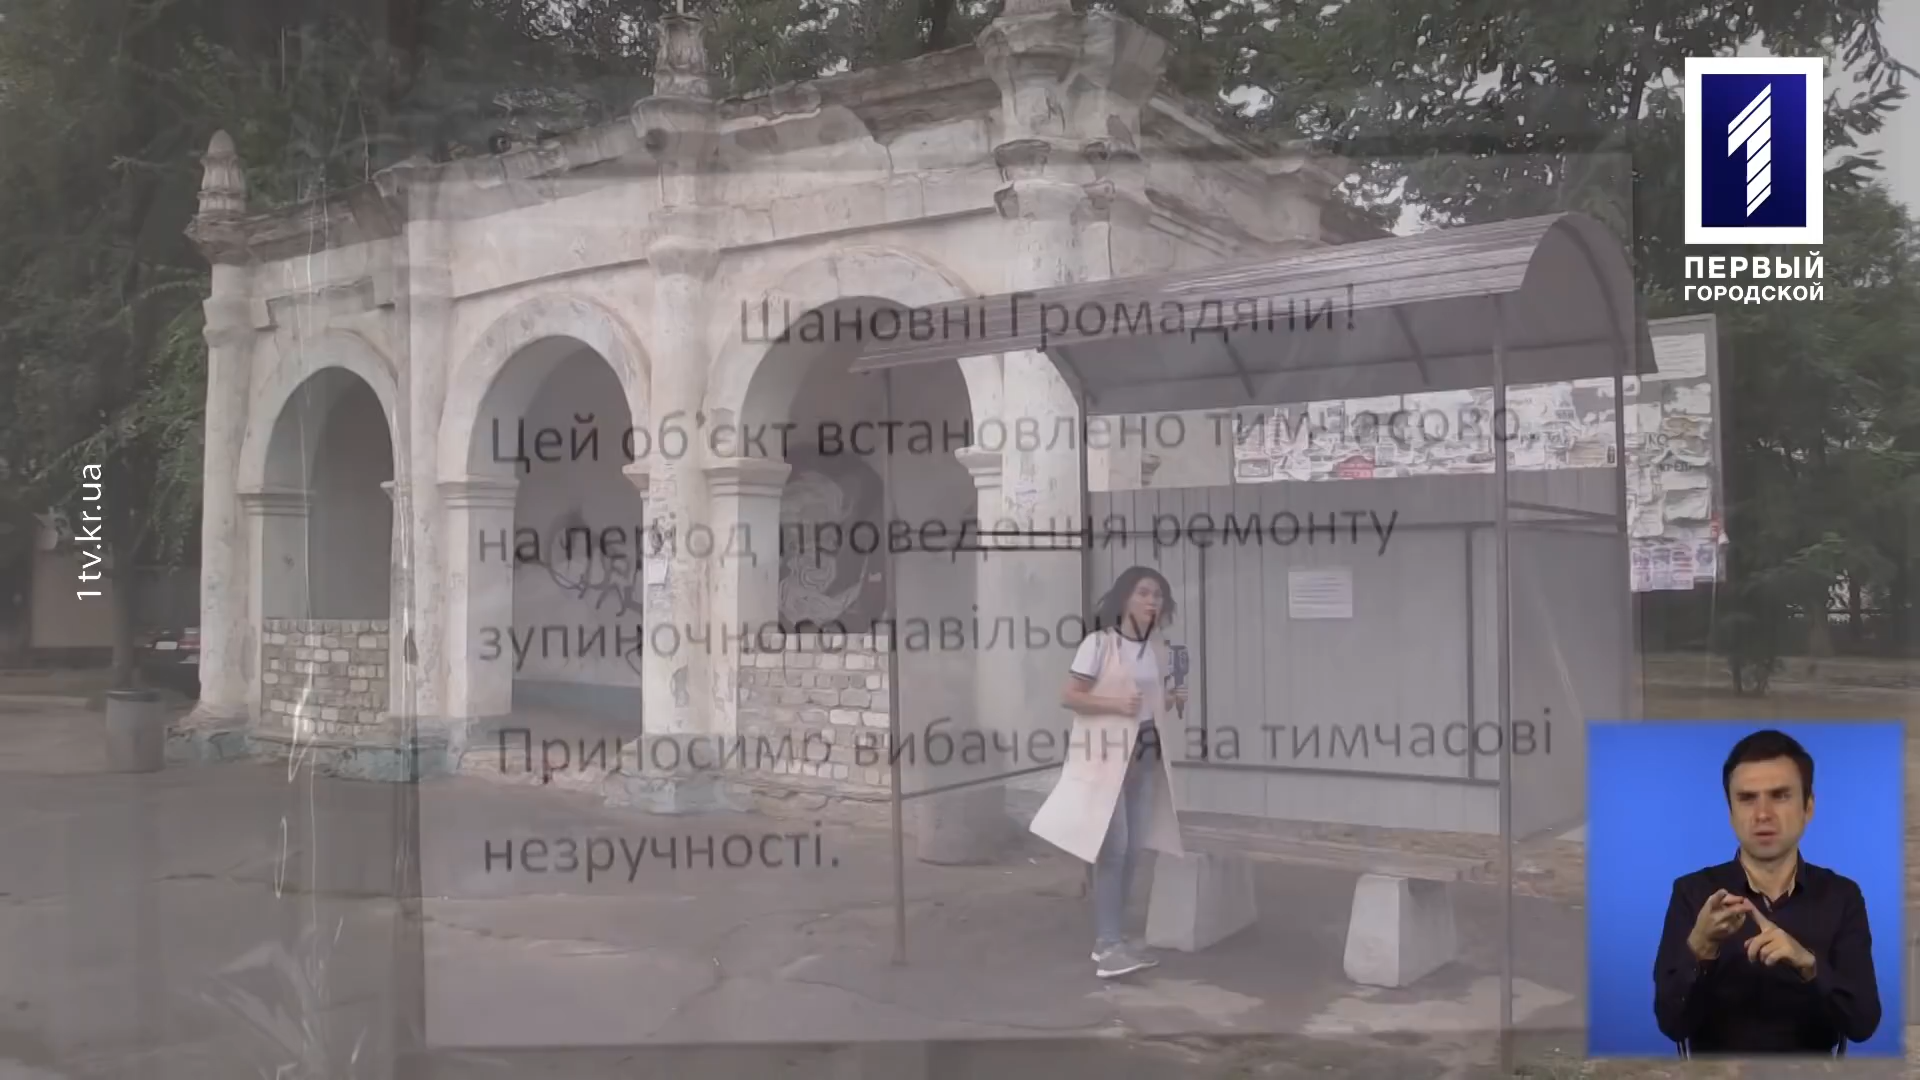 ПЕРВЫЙ
ГОРОДСКОЙ
1tv.kr.ua
Шановні Громадяни!
Цей об'єкт встановлено тимчасово,
на період проведення ремонту
зупиночного павільону.
Приносимо вибачення за тимчасові
незручності.